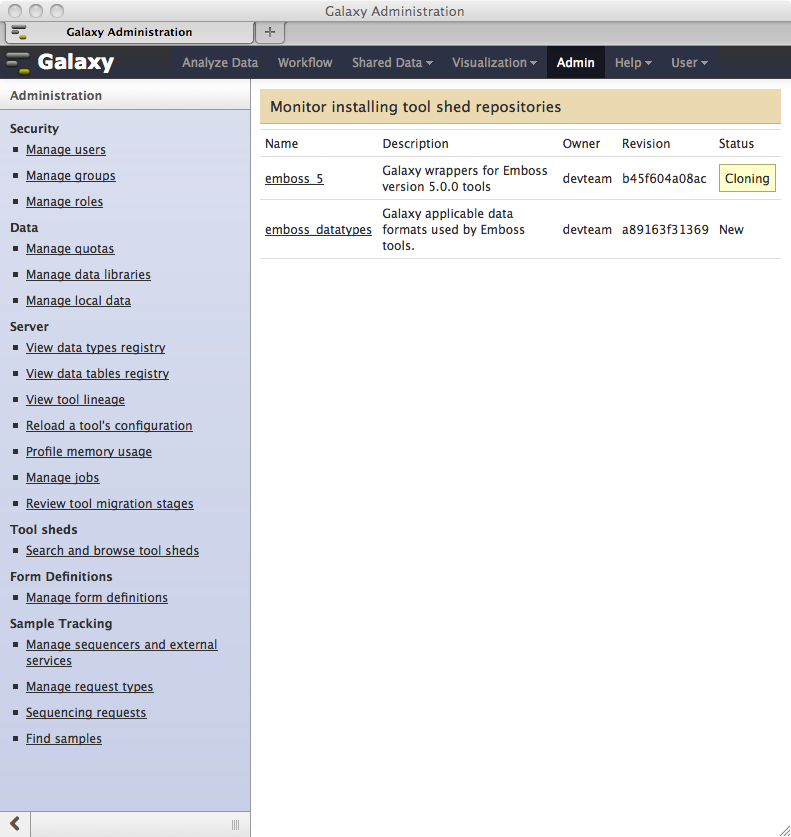 Galaxy Administration
Galaxy Administration
+
Galaxy
Analyze Data Workflow Shared Data Visualization Admin Help User
Administration
Security
Manage users
Manage groups
Manage roles
Data
Manage quotas
Manage data libraries
Manage local data
Server
View data types registry
View data tables registry
View tool lineage
Reload a tool's configuration
Profile memory usage
Manage jobs
Review tool migration stages
Tool sheds
Search and browse tool sheds
Form Definitions
Manage form definitions
Sample Tracking
Manage sequencers and external
services
Manage request types
Sequencing requests
Find samples
Monitor installing tool shed repositories
Name Description Owner Revision Status
emboss_5 Galaxy wrappers for Emboss
version 5.0.0 tools devteam b45f604a08ac Cloning
Galaxy applicable data
emboss_datatypes formats used by Emboss devteam a89163f31369 New
tools.